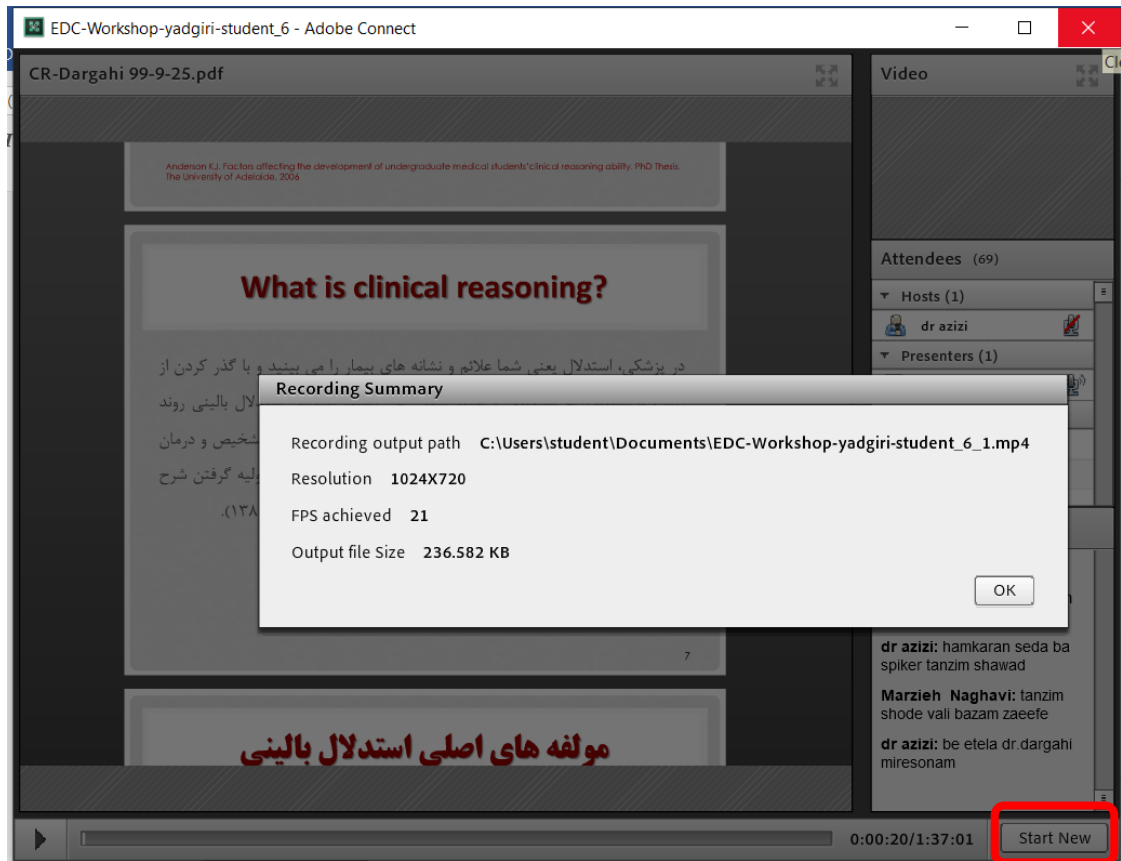 EDC-Workshop-yadgiri-student_6 - Adobe Connect
CR-Dargahi 99-9-25.pdf
Video
Anderson KJ. Factors affecting the development of undergraduate medical students'clinical reasoning ability. PhD Thesis.
The University of Adelaide, 2006
Attendees (69)
What is clinical reasoning?
Hosts (1)
dr azizi
Presenters (1)
در پزشکی، استدلال یعنی شما علائم و نشانه های بیمار را می بینید و با گذر کردن از
بالینی روند
تشخیص و درمان
گرفتن شرح
Recording Summary
Recording output path C:\Users\student\Documents\EDC-Workshop-yadgiri-student_6_1.mp4
Resolution 1024X720
FPS achieved 21
Output file Size 236.582 KB
OK
7
dr azizi: hamkaran seda ba
spiker tanzim shawad
Marzieh Naghavi: tanzim
shode vali bazam zaeefe
dr azizi: be etela dr.dargahi
miresonam
مولفه های اصلی استدلال بالینی
0:00:20/1:37:01
Start New